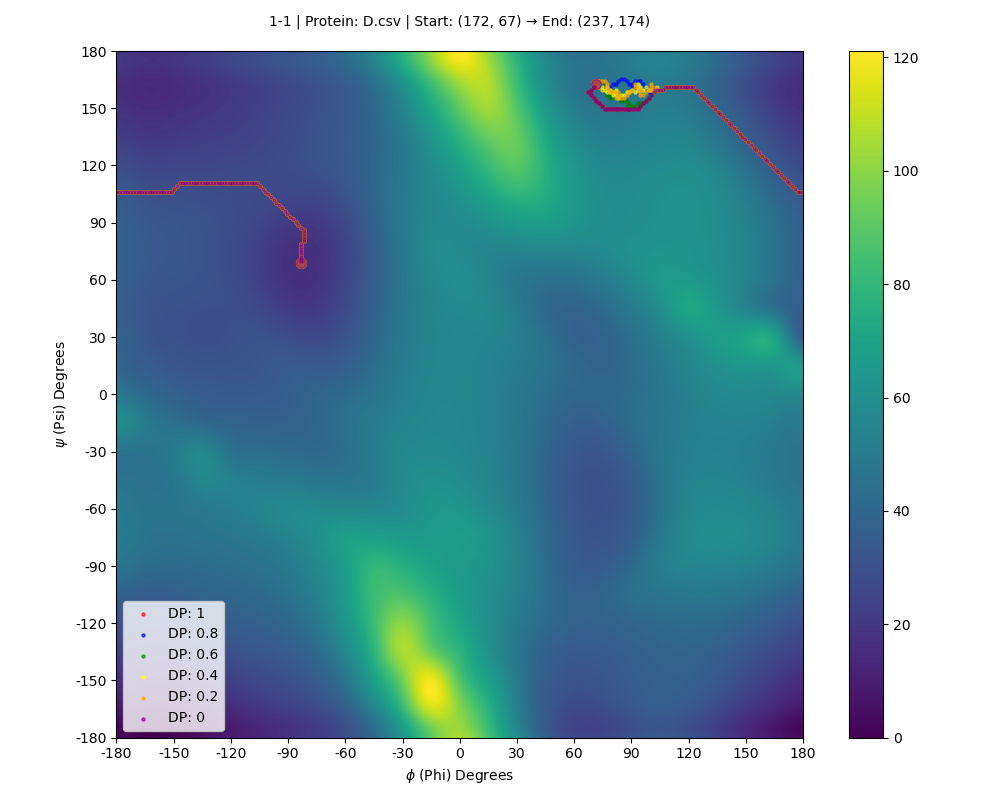 1-1 | Protein: D.csv | Start: (172, 67) → End: (237, 174)
180
150
120
90
60
30
0
-30
-60
-90
-120
-150
-180
ψ (Psi) Degrees
-180 -150 -120 -90 -60 -30 0 30 60 90 120 150 180
ϕ (Phi) Degrees
DP: 1
DP: 0.8
DP: 0.6
DP: 0.4
DP: 0.2
DP: 0
120
100
80
60
40
20
0